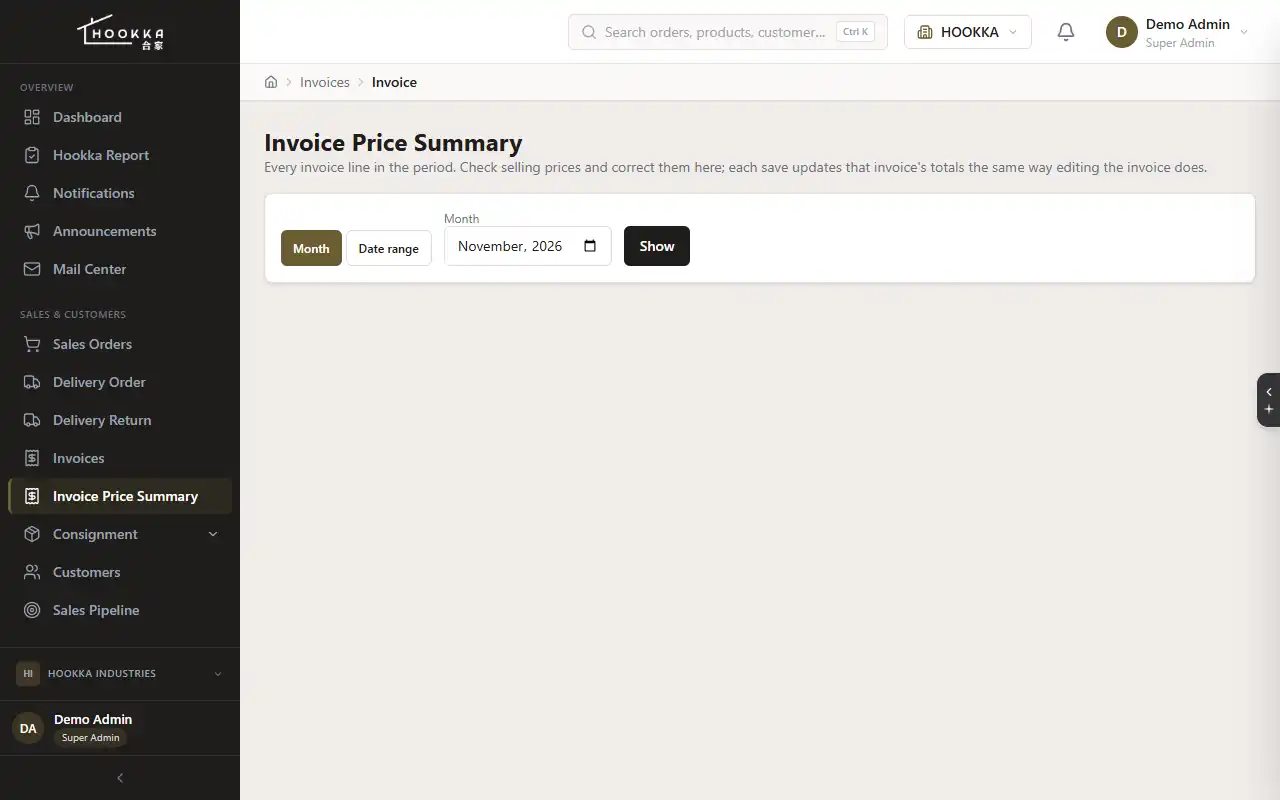 HOOKKA
合家
Search orders, products, customer...
Ctrl K
HOOKKA
D
Demo Admin
Super Admin
OVERVIEW
Dashboard
Hookka Report
Notifications
Announcements
Mail Center
SALES & CUSTOMERS
Sales Orders
Delivery Order
Delivery Return
Invoices
Invoice Price Summary
Consignment
Customers
Sales Pipeline
HI
HOOKKA INDUSTRIES
DA
Demo Admin
Super Admin
Invoices
Invoice
Invoice Price Summary
Every invoice line in the period. Check selling prices and correct them here; each save updates that invoice's totals the same way editing the invoice does.
Month
Month
Date range
November, 2026
Show